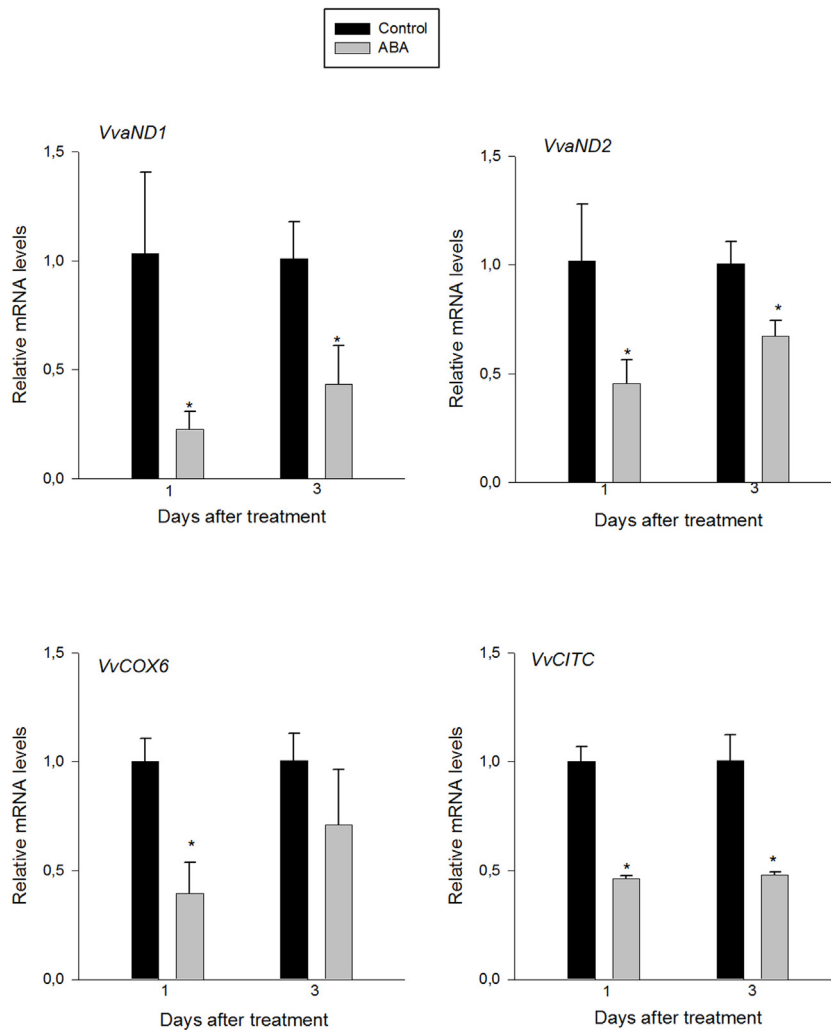 Control
ABA
VvaND1
1,5
1,0
0,5
0,0
Relative mRNA levels
1 3
Days after treatment
VvaND2
1,5
1,0
0,5
0,0
Relative mRNA levels
* * * *
1 3
Days after treatment
VvCOX6
1,5
1,0
0,5
0,0
Relative mRNA levels
*
1 3
Days after treatment
VvCITC
1,5
1,0
0,5
0,0
Relative mRNA levels
* *
1 3
Days after treatment